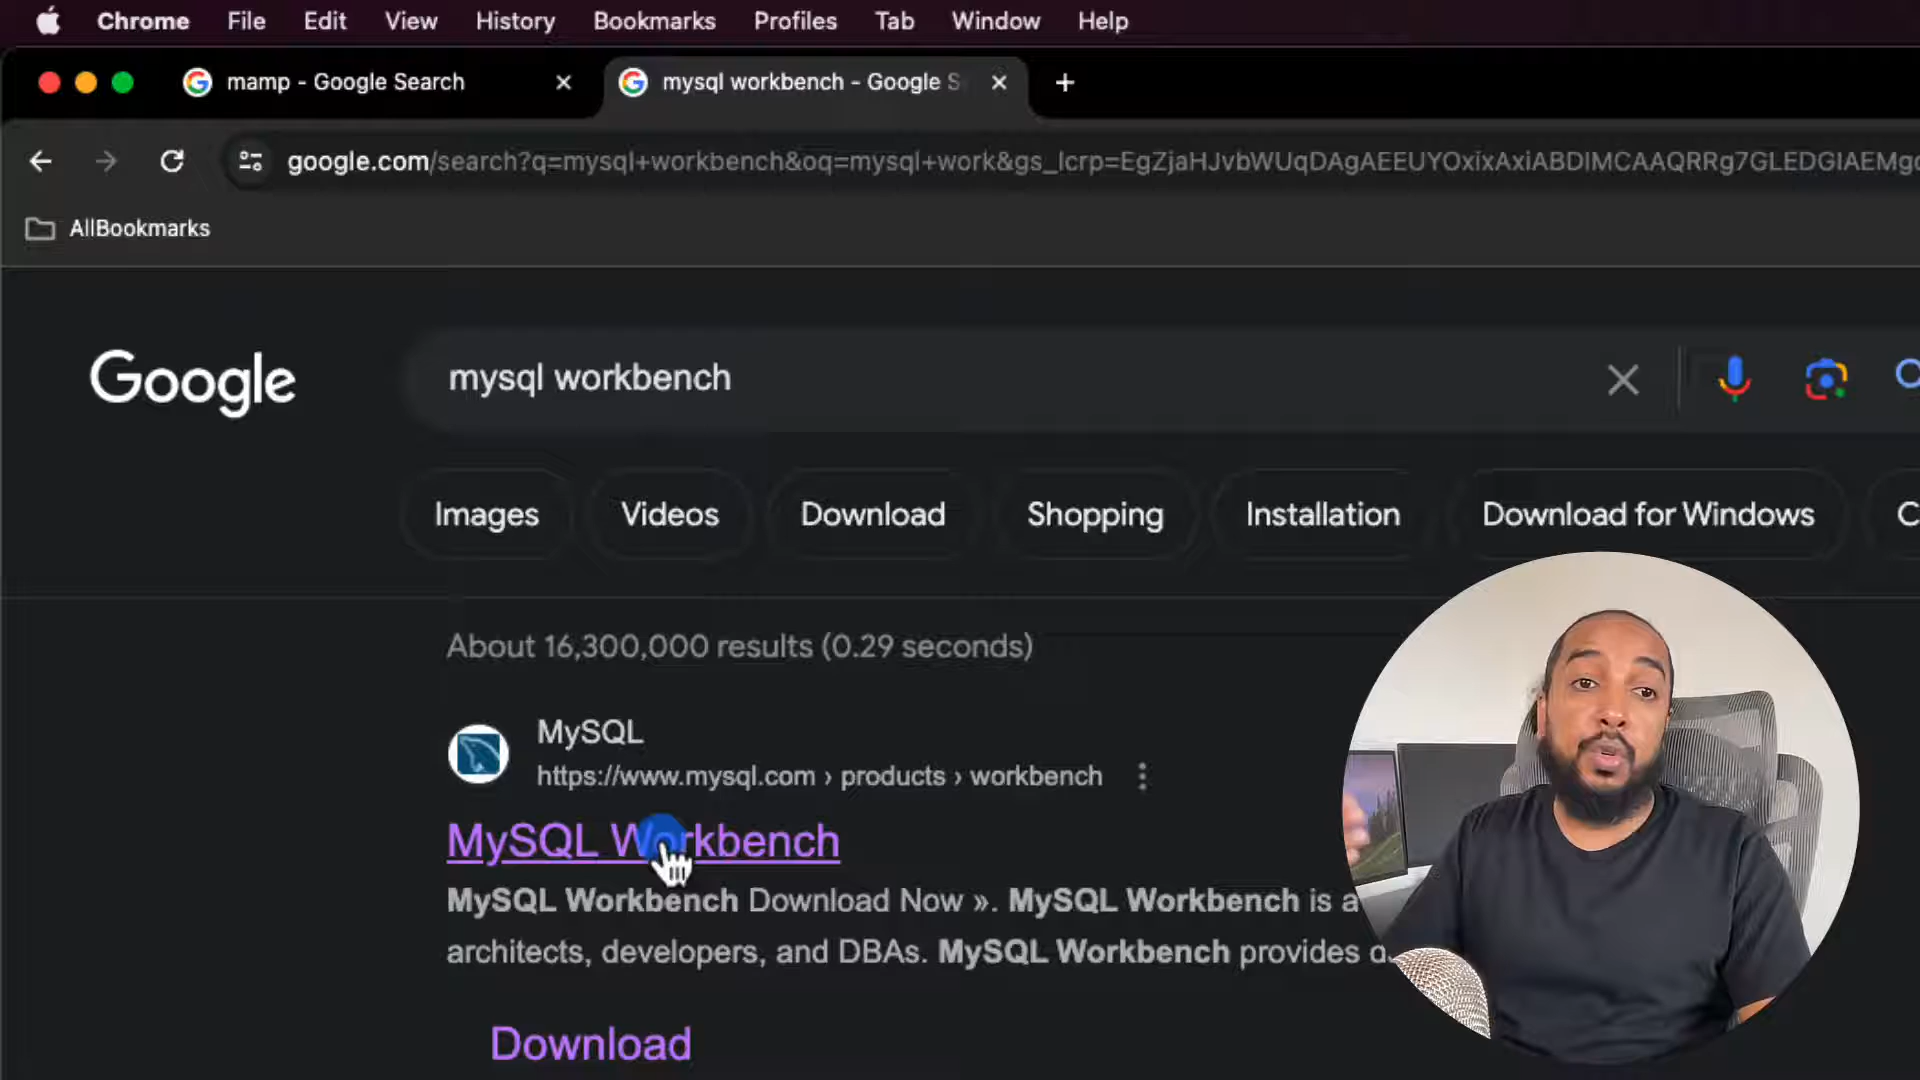 Chrome File Edit View History Bookmarks Profiles Tab Window Help
mamp - Google Search
mysql workbench - Google S
google.com/search?q=mysql+workbench&oq=mysql+work&gs_lcrp=EgZjaHJvbWUqDAgAEEUYOxixAxiABDIMCAAQRRg7GLEDGIAEMgc
AllBookmarks
Google
mysql workbench
Images Videos Download Shopping Installation Download for Windows C
About 16,300,000 results (0.29 seconds)
MySQL
https://www.mysql.com › products › workbench
MySQL Workbench
MySQL Workbench Download Now ». MySQL Workbench is a
architects, developers, and DBAs. MySQL Workbench provides
Download